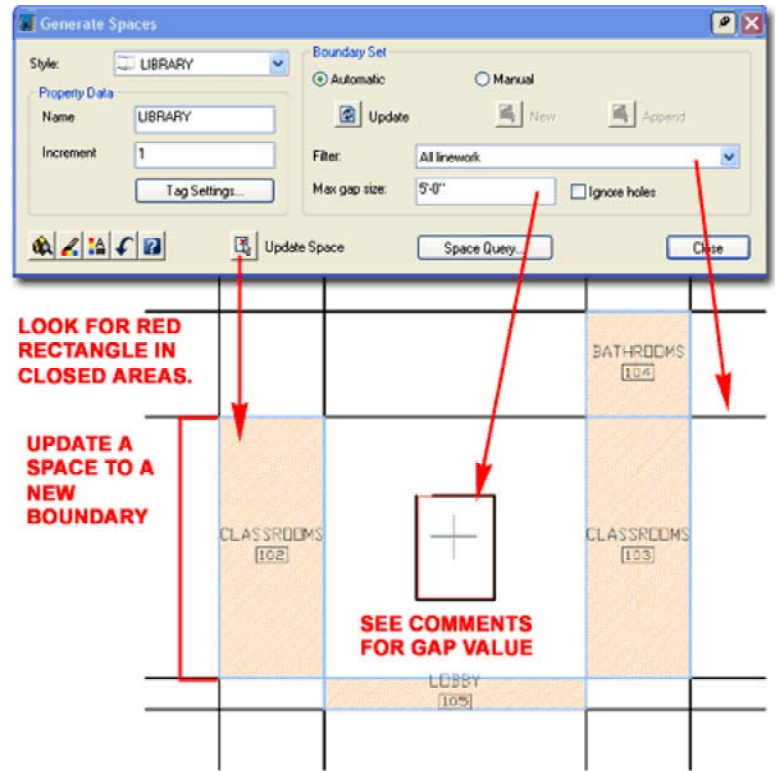 Generate Spaces
Style:
LIBRARY
Property Data
Name
LIBRARY
Increment
1
Tag Settings...
Boundary Set
Automatic
Manual
Update
New
Append
Filter:
All linework
Max gap size:
5'-0"
Ignore holes
Update Space
Space Query...
Close
LOOK FOR RED
RECTANGLE IN
CLOSED AREAS.
BATHROOMS
104
UPDATE A
SPACE TO A
NEW
BOUNDARY
CLASSROOMS
102
CLASSROOMS
103
SEE COMMENTS
FOR GAP VALUE
LOBBY
105